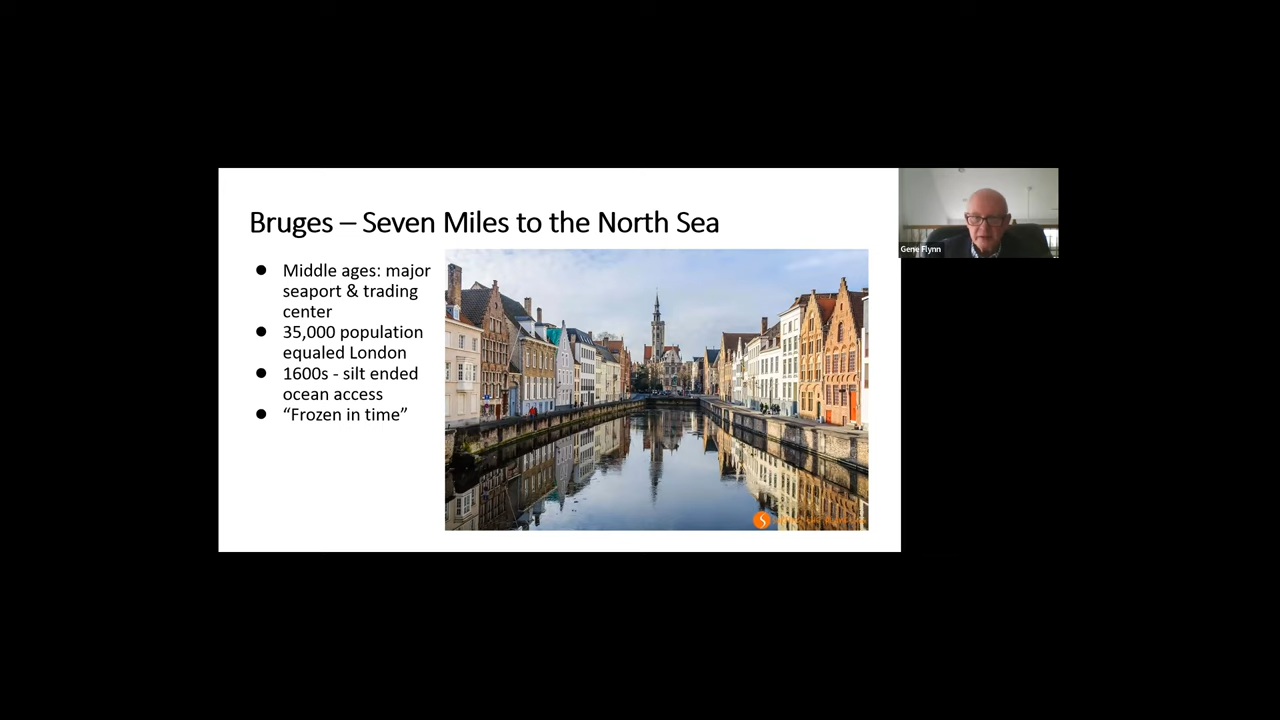 Bruges – Seven Miles to the North Sea
● Middle ages: major
seaport & trading
center
● 35,000 population
equaled London
● 1600s - silt ended
ocean access
● “Frozen in time”
Gene Flynn